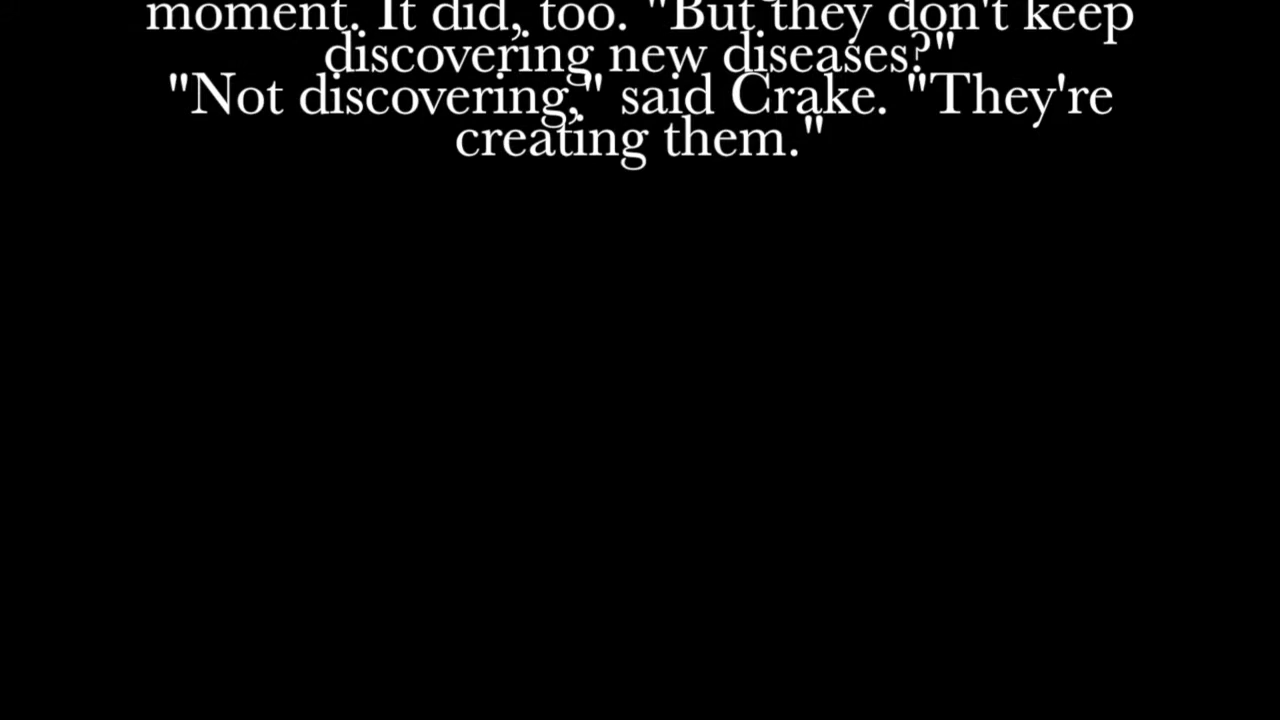 moment. It did, too. "But they don't keep
discovering new diseases?"
"Not discovering," said Crake. "They're
creating them."